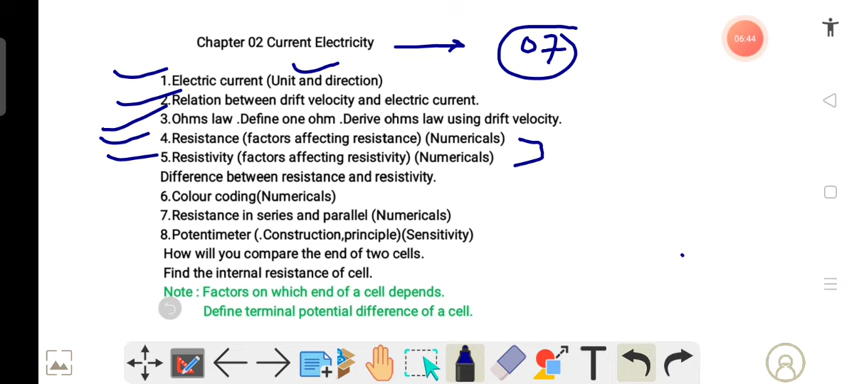 Chapter 02 Current Electricity
07
06:44
1.Electric current (Unit and direction)
2.Relation between drift velocity and electric current.
3.Ohms law .Define one ohm .Derive ohms law using drift velocity.
4.Resistance (factors affecting resistance) (Numericals)
5.Resistivity (factors affecting resistivity) (Numericals)
Difference between resistance and resistivity.
6.Colour coding(Numericals)
7.Resistance in series and parallel (Numericals)
8.Potentimeter (.Construction,principle)(Sensitivity)
How will you compare the end of two cells.
Find the internal resistance of cell.
Note : Factors on which end of a cell depends.
Define terminal potential difference of a cell.
T